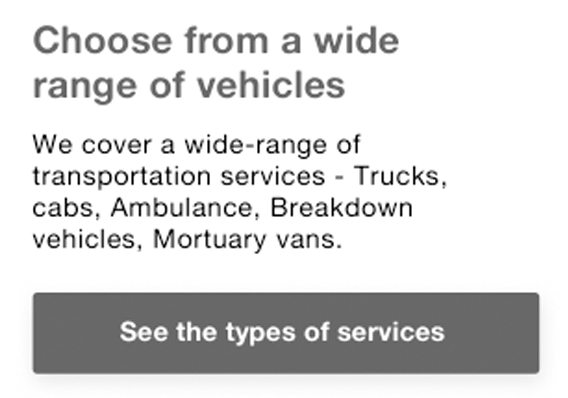 Choose from a wide
range of vehicles
We cover a wide-range of
transportation services - Trucks,
cabs, Ambulance, Breakdown
vehicles, Mortuary vans.
See the types of services